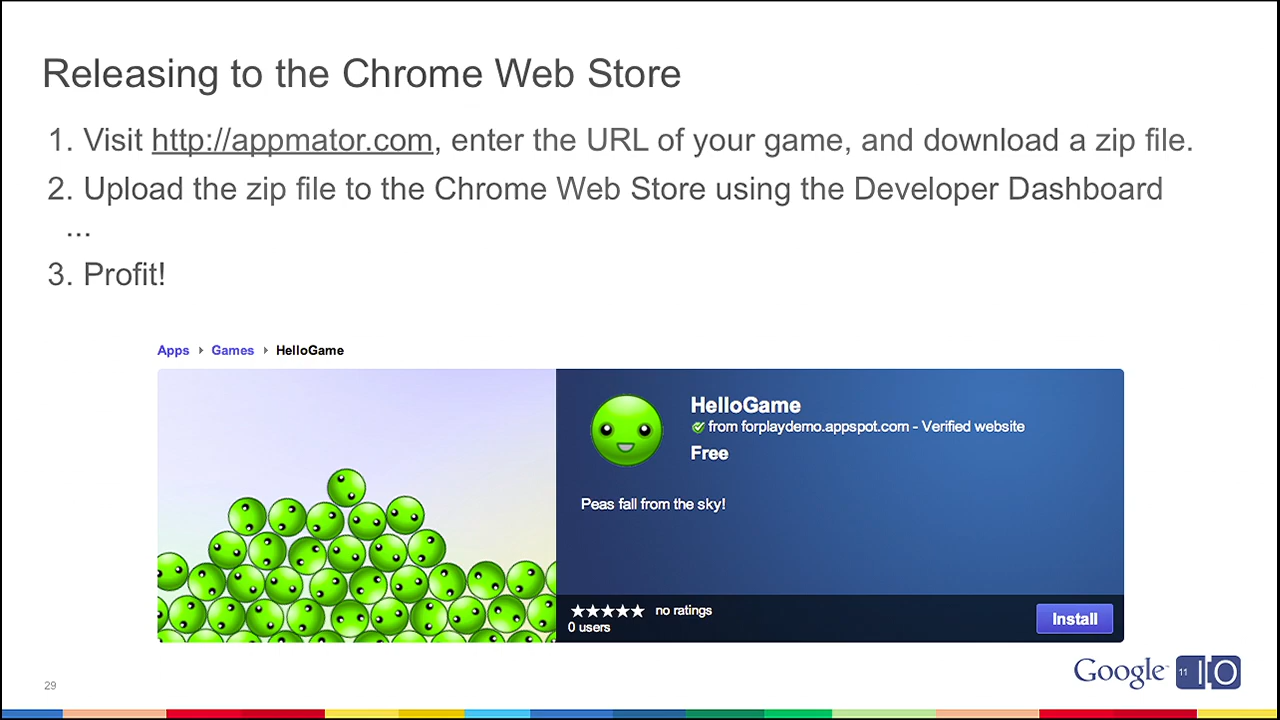 Releasing to the Chrome Web Store
1. Visit http://appmator.com, enter the URL of your game, and download a zip file.
2. Upload the zip file to the Chrome Web Store using the Developer Dashboard
...
3. Profit!
Apps Games HelloGame
HelloGame
from forplaydemo.appspot.com - Verified website
Free
Peas fall from the sky!
no ratings
0 users
Install
Google 11 IO
29